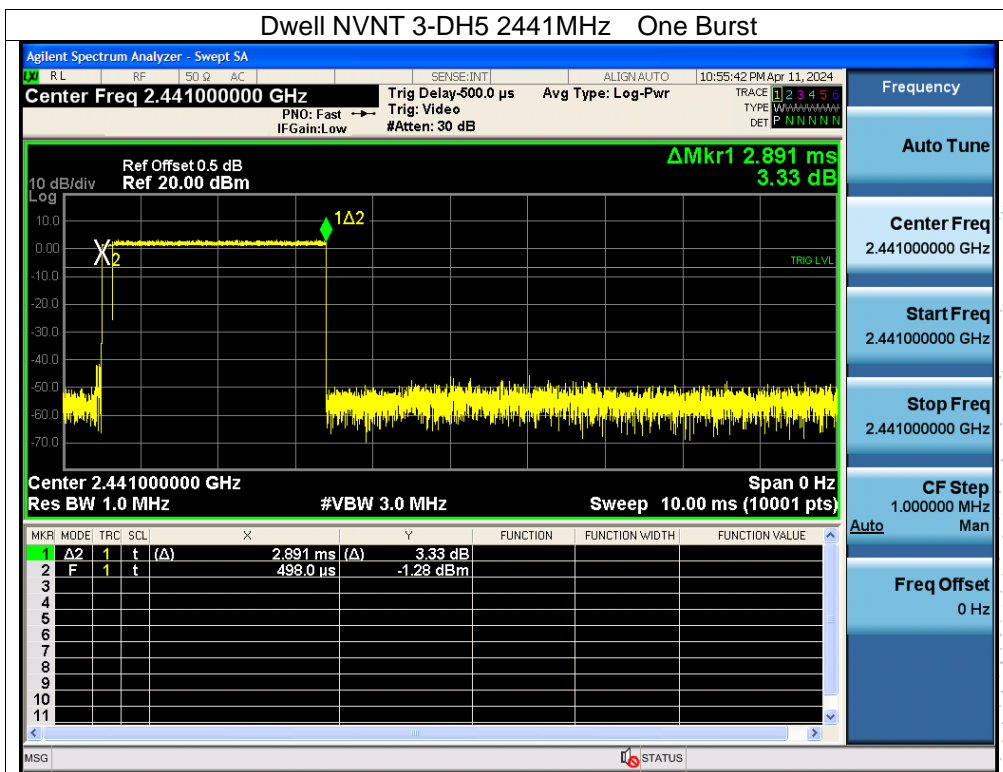 Dwell NVNT 3-DH5 2441MHz One Burst
Agilent Spectrum Analyzer - Swept SA
LXI RL RF 50 Ω AC SENSE:INT ALIGN AUTO 10:55:42 PM Apr 11, 2024
Center Freq 2.441000000 GHz
PNO: Fast
IFGain:Low
Trig Delay-500.0 µs
Trig: Video
#Atten: 30 dB
Avg Type: Log-Pwr
TRACE 1 2 3 4 5 6
TYPE WWWWWWW
DET P N N N N N
ΔMkr1 2.891 ms
3.33 dB
Ref Offset 0.5 dB
10 dB/div Ref 20.00 dBm
Log
10.0
0.00
-10.0
-20.0
-30.0
-40.0
-50.0
-60.0
-70.0
1Δ2
2
TRIG LVL
Center 2.441000000 GHz Span 0 Hz
Res BW 1.0 MHz #VBW 3.0 MHz Sweep 10.00 ms (10001 pts)
MKR MODE TRC SCL X Y FUNCTION FUNCTION WIDTH FUNCTION VALUE
1 Δ2 1 t (Δ) 2.891 ms (Δ) 3.33 dB
2 F 1 t 498.0 µs -1.28 dBm
3
4
5
6
7
8
9
10
11
MSG STATUS
Frequency
Auto Tune
Center Freq
2.441000000 GHz
Start Freq
2.441000000 GHz
Stop Freq
2.441000000 GHz
CF Step
1.000000 MHz
Auto Man
Freq Offset
0 Hz